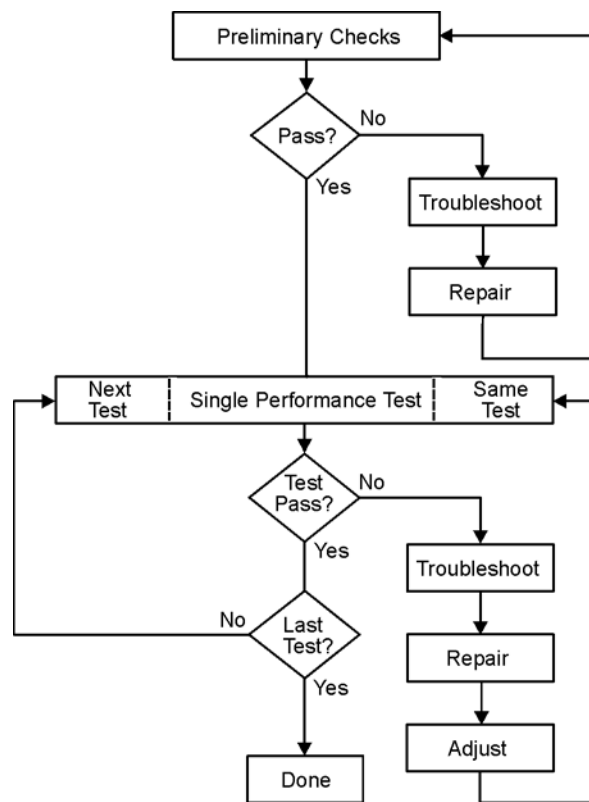 Preliminary Checks
Pass?
No
Yes
Troubleshoot
Repair
Next
Test
Single Performance Test
Same
Test
Test
Pass?
No
Yes
Troubleshoot
Last
Test?
No
Yes
Repair
Adjust
Done